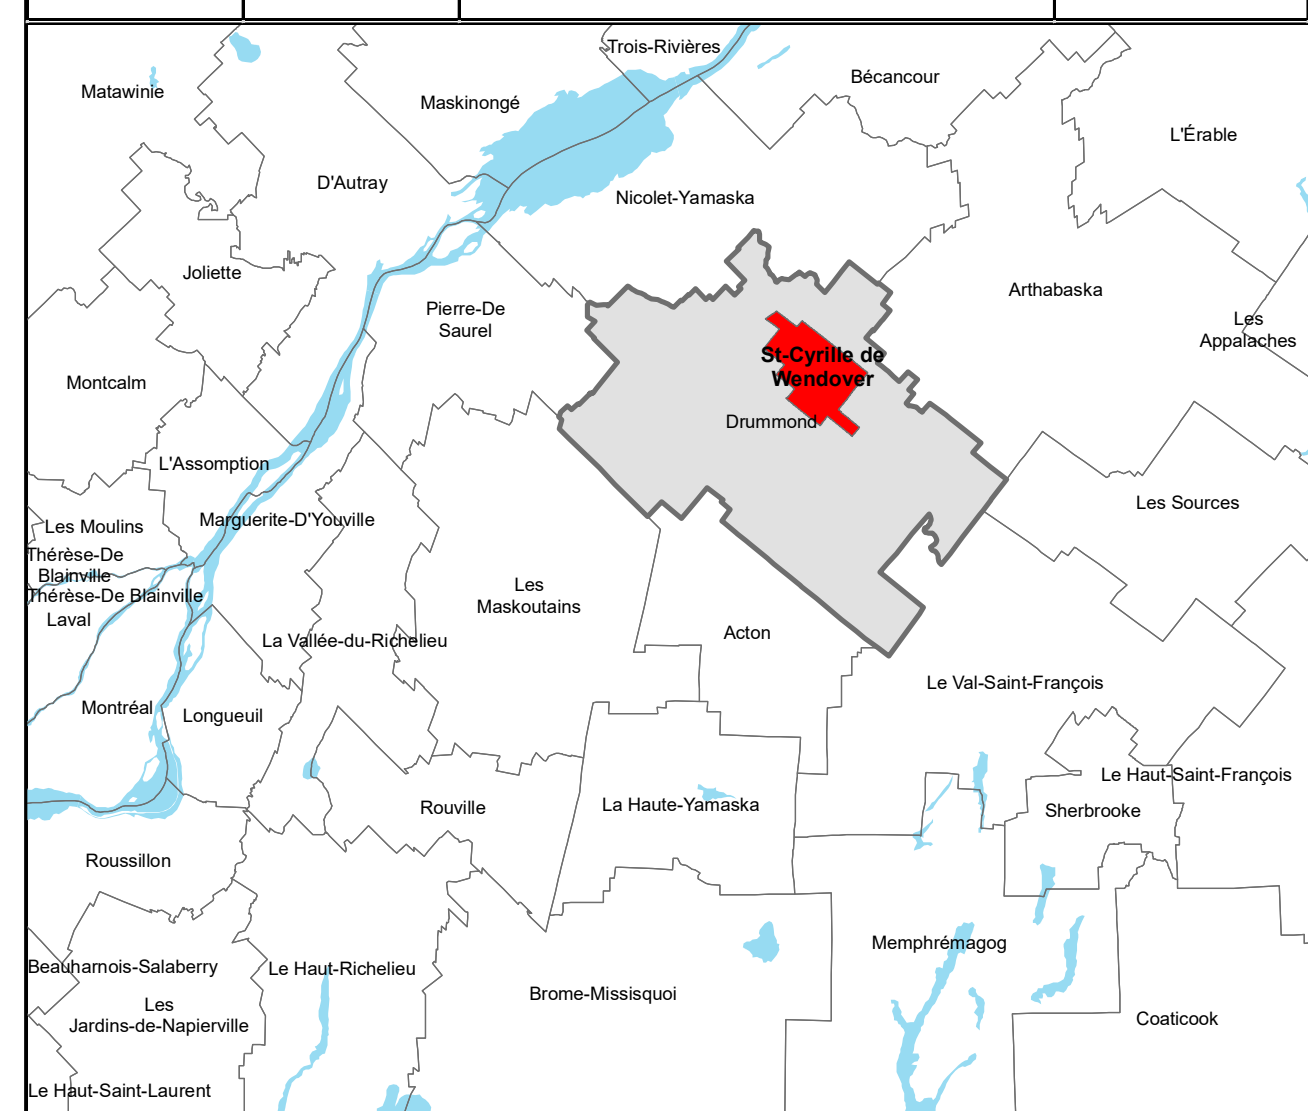 Trois-Rivières
Bécancour
Matawinie
Maskinongé
L'Érable
D'Autray
Nicolet-Yamaska
Joliette
Arthabaska
Pierre-De
Saurel
Les
Appalaches
St-Cyrille de
Wendover
Montcalm
Drummond
L'Assomption
Les Sources
Marguerite-D'Youville
Les Moulins
Thérèse-De
Blainville
Thérèse-De Blainville
Les
Maskoutains
Laval
Acton
La Vallée-du-Richelieu
Le Val-Saint-François
Montréal
Longueuil
Le Haut-Saint-François
La Haute-Yamaska
Rouville
Sherbrooke
Roussillon
Memphrémagog
Beauharnois-Salaberry
Le Haut-Richelieu
Brome-Missisquoi
Les
Jardins-de-Napierville
Coaticook
Le Haut-Saint-Laurent